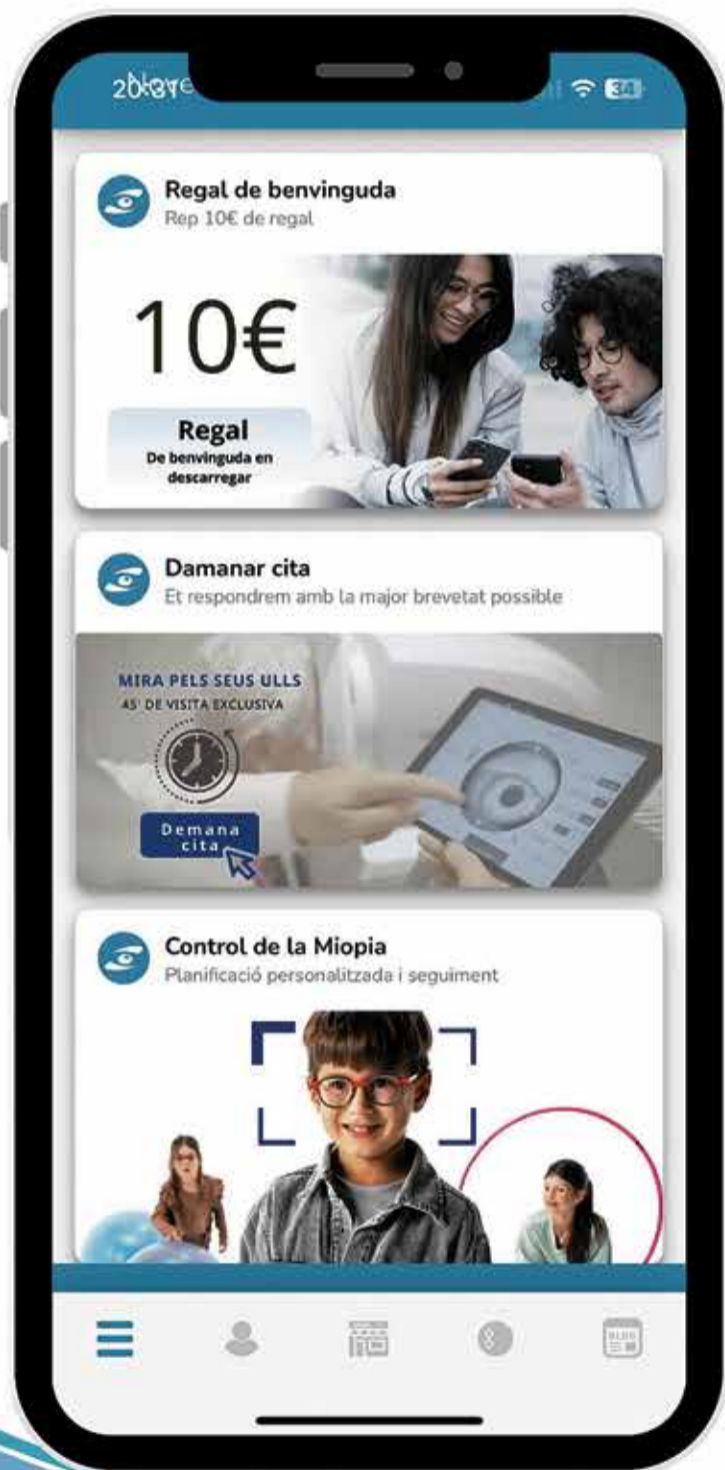 34
Regal de benvinguda
Rep 10€ de regal
10€
Regal
De benvinguda en
descarregar
Damanar cita
Et respondrem amb la major brevetat possible
MIRA PELS SEUS ULLS
45' DE VISITA EXCLUSIVA
Demana
cita
Control de la Miopia
Planificació personalitzada i seguiment
BLOG